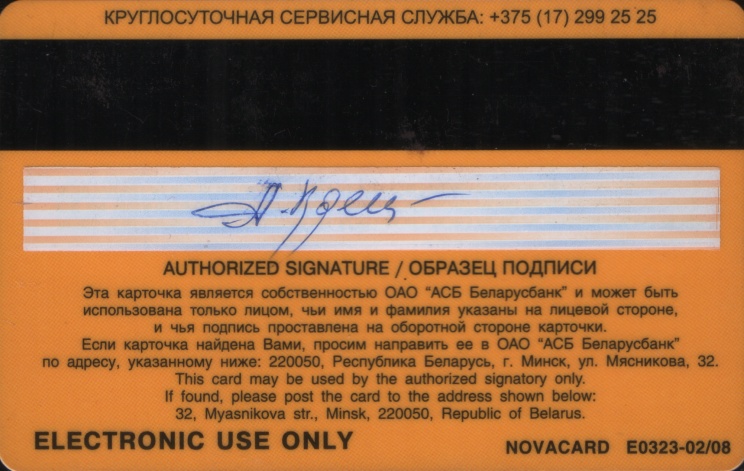 КРУГЛОСУТОЧНАЯ СЕРВИСНАЯ СЛУЖБА: +375 (17) 299 25 25
AUTHORIZED SIGNATURE / ОБРАЗЕЦ ПОДПИСИ
Эта карточка является собственностью ОАО "АСБ Беларусбанк" и может быть
использована только лицом, чьи имя и фамилия указаны на лицевой стороне,
и чья подпись проставлена на оборотной стороне карточки.
Если карточка найдена Вами, просим направить ее в ОАО "АСБ Беларусбанк"
по адресу, указанному ниже: 220050, Республика Беларусь, г. Минск, ул. Мясникова, 32.
This card may be used by the authorized signatory only.
If found, please post the card to the address shown below:
32, Myasnikova str., Minsk, 220050, Republic of Belarus.
ELECTRONIC USE ONLY
NOVACARD E0323-02/08